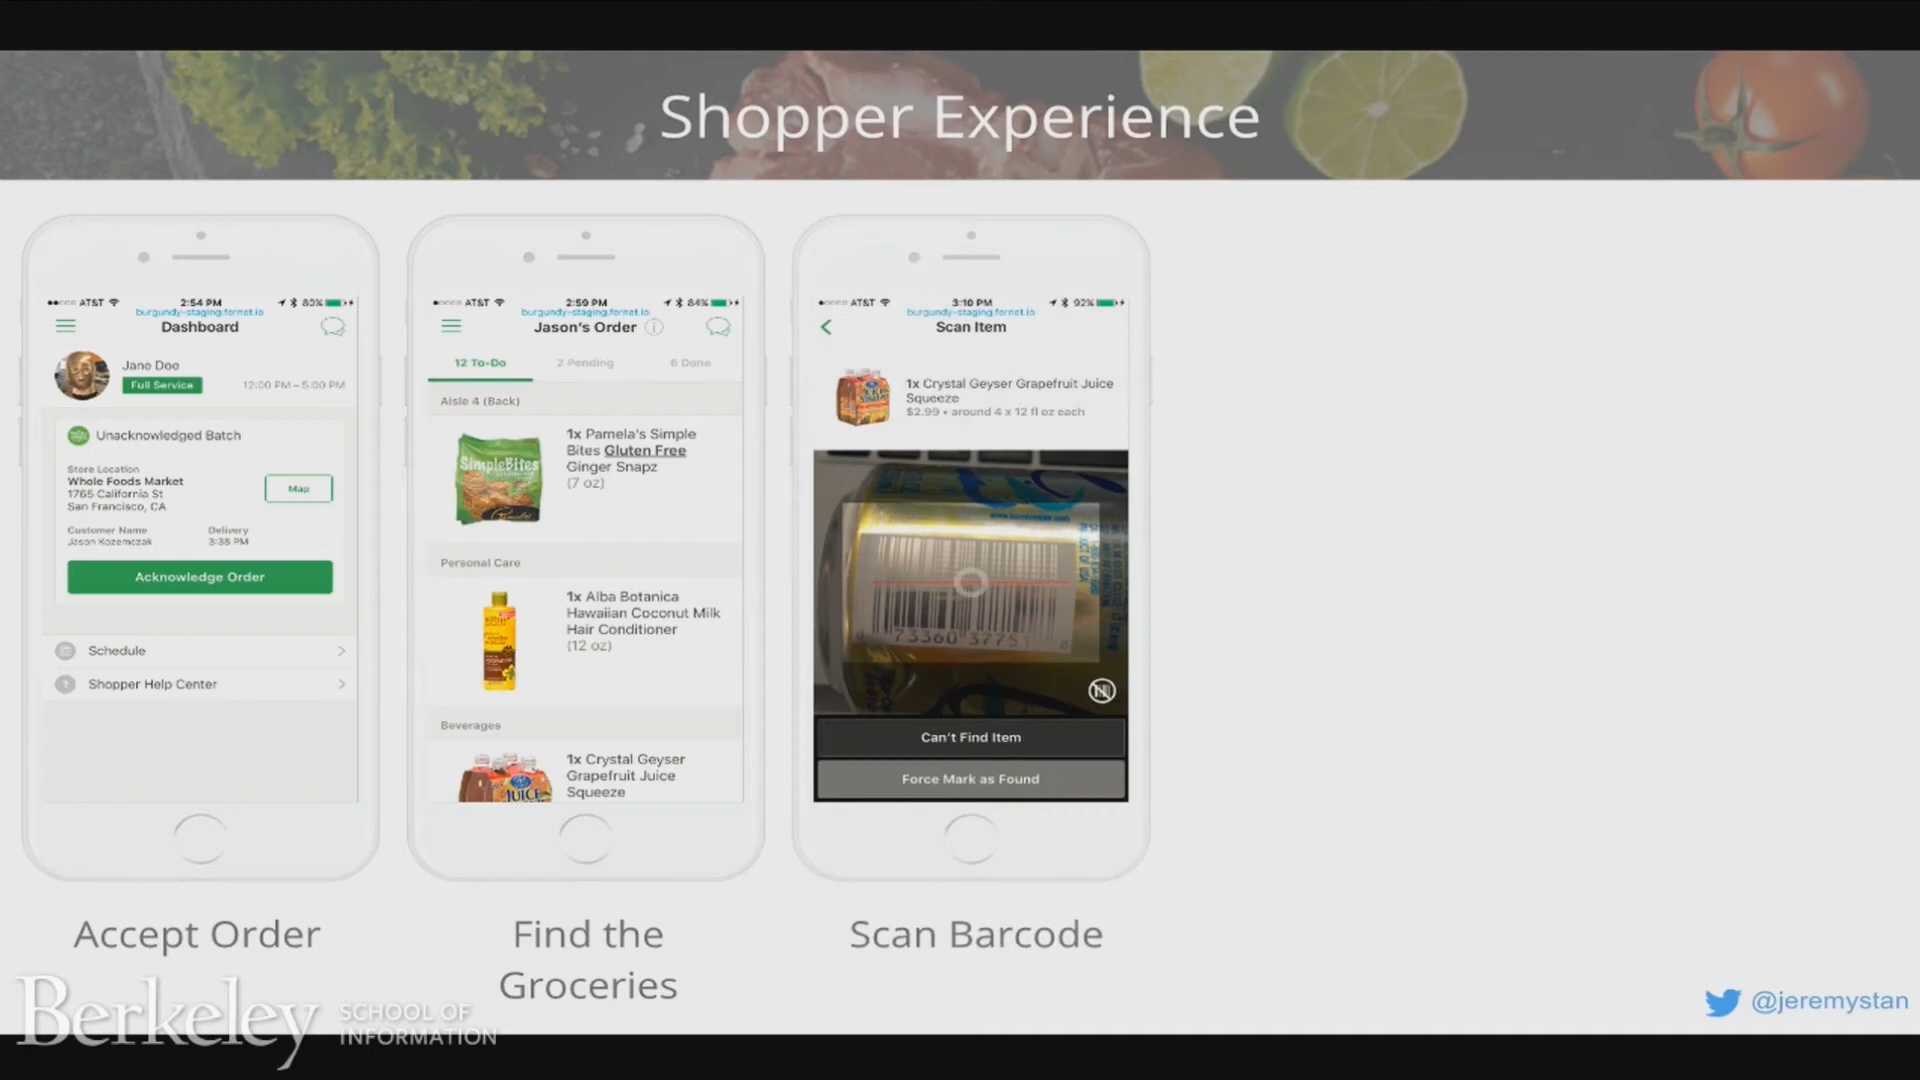 Shopper Experience
AT&T 2:54 PM 80%
burgundy-staging.fernet.io
Dashboard
Jane Doe
Full Service 12:00 PM – 5:00 PM
Unacknowledged Batch
Store Location
Whole Foods Market
1765 California St
San Francisco, CA
Map
Customer Name Delivery
Jason Kozemczak 3:38 PM
Acknowledge Order
Schedule
Shopper Help Center
Accept Order
AT&T 2:59 PM 84%
burgundy-staging.fernet.io
Jason's Order
12 To-Do 2 Pending 6 Done
Aisle 4 (Back)
SimpleBites
1x Pamela's Simple
Bites Gluten Free
Ginger Snapz
(7 oz)
Personal Care
1x Alba Botanica
Hawaiian Coconut Milk
Hair Conditioner
(12 oz)
Beverages
1x Crystal Geyser
Grapefruit Juice
Squeeze
JUICE
Find the
Groceries
AT&T 3:10 PM 92%
burgundy-staging.fernet.io
Scan Item
1x Crystal Geyser Grapefruit Juice
Squeeze
$2.99 • around 4 x 12 fl oz each
73360 37751
Can't Find Item
Force Mark as Found
Scan Barcode
@jeremystan
Berkeley SCHOOL OF
INFORMATION